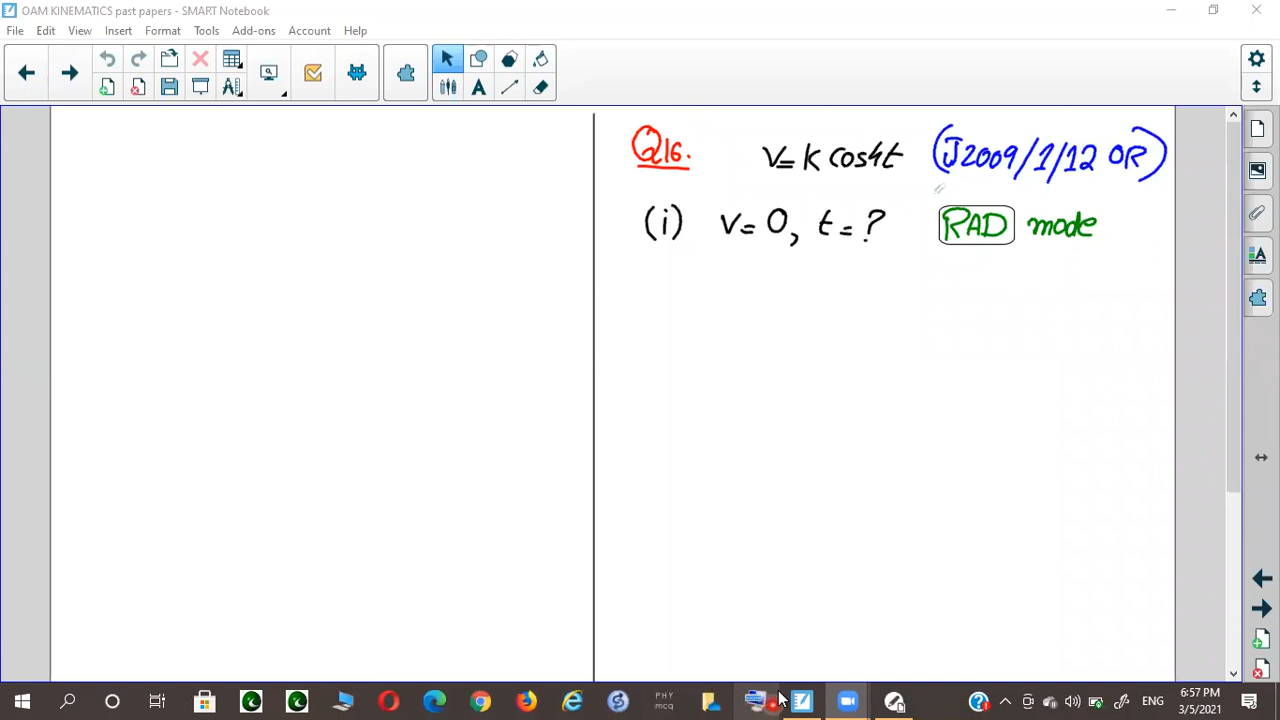 OAM KINEMATICS past papers - SMART Notebook
File Edit View Insert Format Tools Add-ons Account Help
Q16. v= k cos4t (J2009/1/12 OR)
(i) v= 0, t= ? RAD mode
PHY
mcq
ENG
6:57 PM
3/5/2021